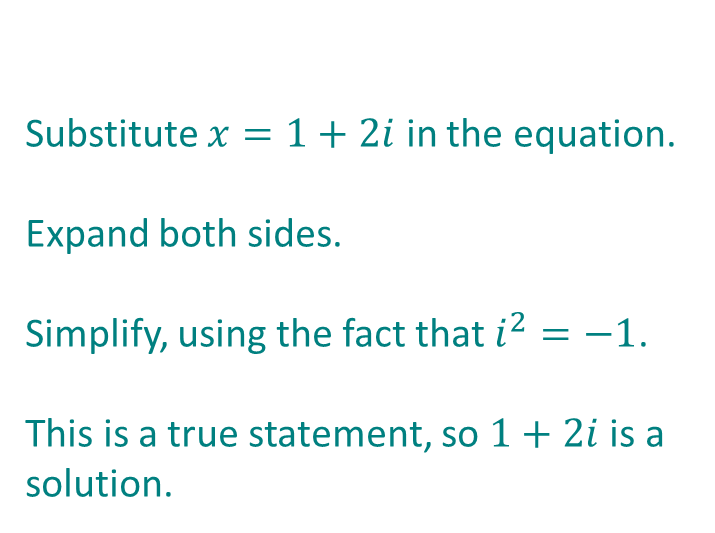 Substitute x = 1 + 2i in the equation.
Expand both sides.
Simplify, using the fact that i² = −1.
This is a true statement, so 1 + 2i is a
solution.